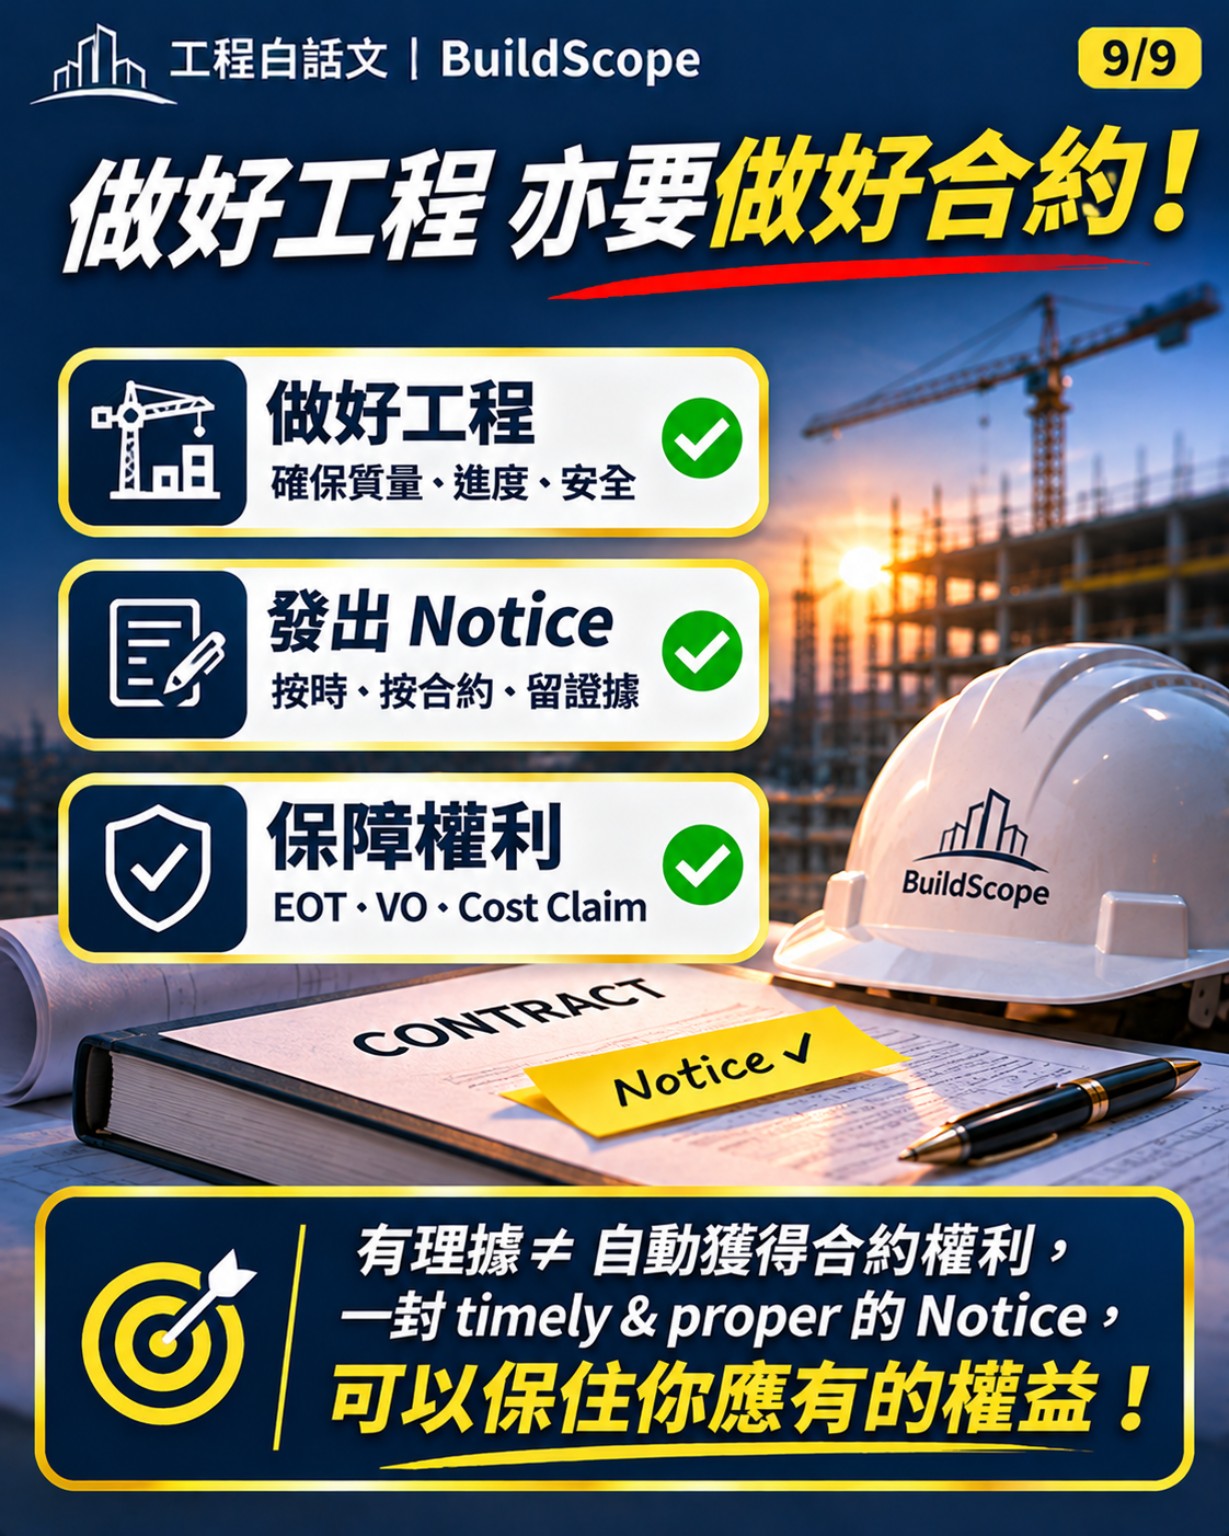 工程白話文 | BuildScope
9/9
做好工程 亦要做好合約！
做好工程
確保質量・進度・安全
發出 Notice
按時・按合約・留證據
保障權利
EOT・VO・Cost Claim
BuildScope
CONTRACT
Notice ✓
有理據 ≠ 自動獲得合約權利，
一封 timely & proper 的 Notice，
可以保住你應有的權益！